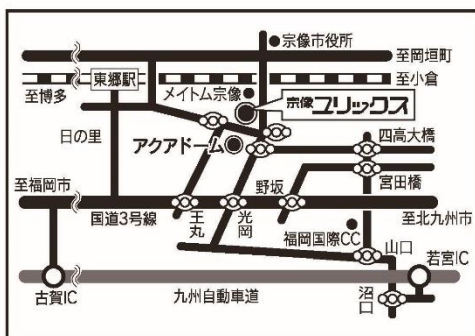 宗像市役所
至岡垣町
東郷駅
至小倉
至博多
メイトム宗像
宗像ユリックス
日の里
アクアドーム
四高大橋
宮田橋
至福岡市
野坂
国道3号線
王丸
光岡
至北九州市
福岡国際CC
山口
若宮IC
古賀IC
九州自動車道
沼口